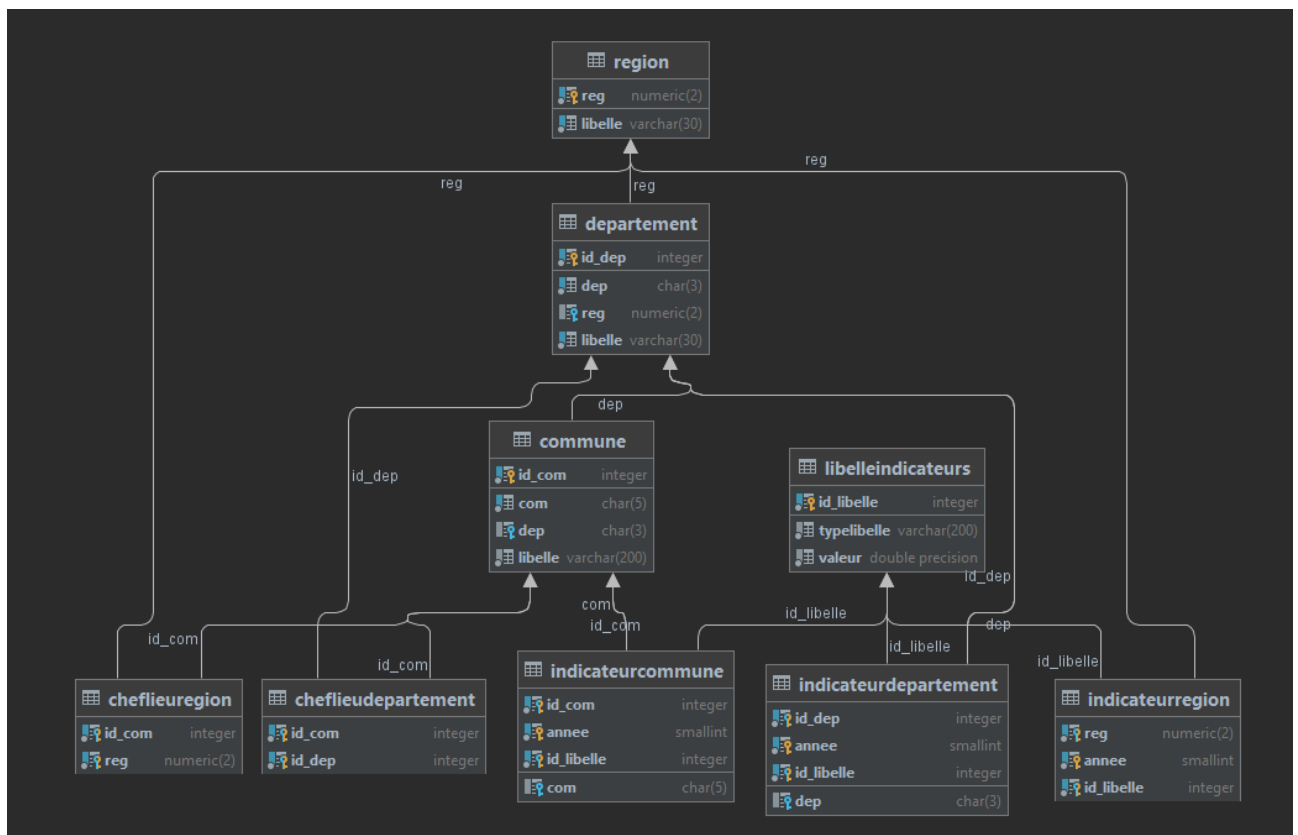 region
reg numeric(2)
libelle varchar(30)
reg
reg
reg
departement
id_dep integer
dep char(3)
reg numeric(2)
libelle varchar(30)
dep
id_dep
commune
id_com integer
com char(5)
dep char(3)
libelle varchar(200)
libelleindicateurs
id_libelle integer
typelibelle varchar(200)
valeur double precision
id_dep
com
id_com
id_libelle
dep
id_com
id_com
id_libelle
id_libelle
cheflieuregion
id_com integer
reg numeric(2)
cheflieudepartement
id_com integer
id_dep integer
indicateurcommune
id_com integer
annee smallint
id_libelle integer
com char(5)
indicateurdepartement
id_dep integer
annee smallint
id_libelle integer
dep char(3)
indicateurregion
reg numeric(2)
annee smallint
id_libelle integer